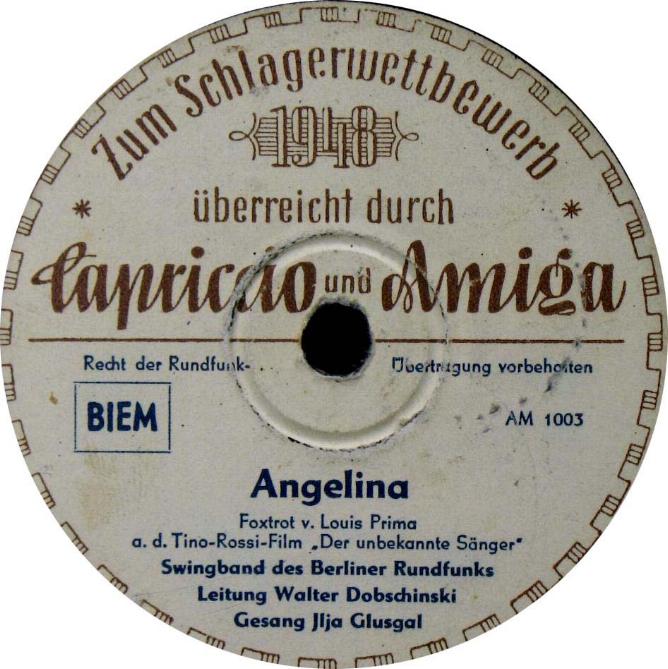 Zum Schlagerwettbewerb
1948
* überreicht durch *
Capriccio und Amiga
Recht der Rundfunk- Übertragung vorbehalten
BIEM
AM 1003
Angelina
Foxtrot v. Louis Prima
a. d. Tino-Rossi-Film „Der unbekannte Sänger"
Swingband des Berliner Rundfunks
Leitung Walter Dobschinski
Gesang Jlja Glusgal